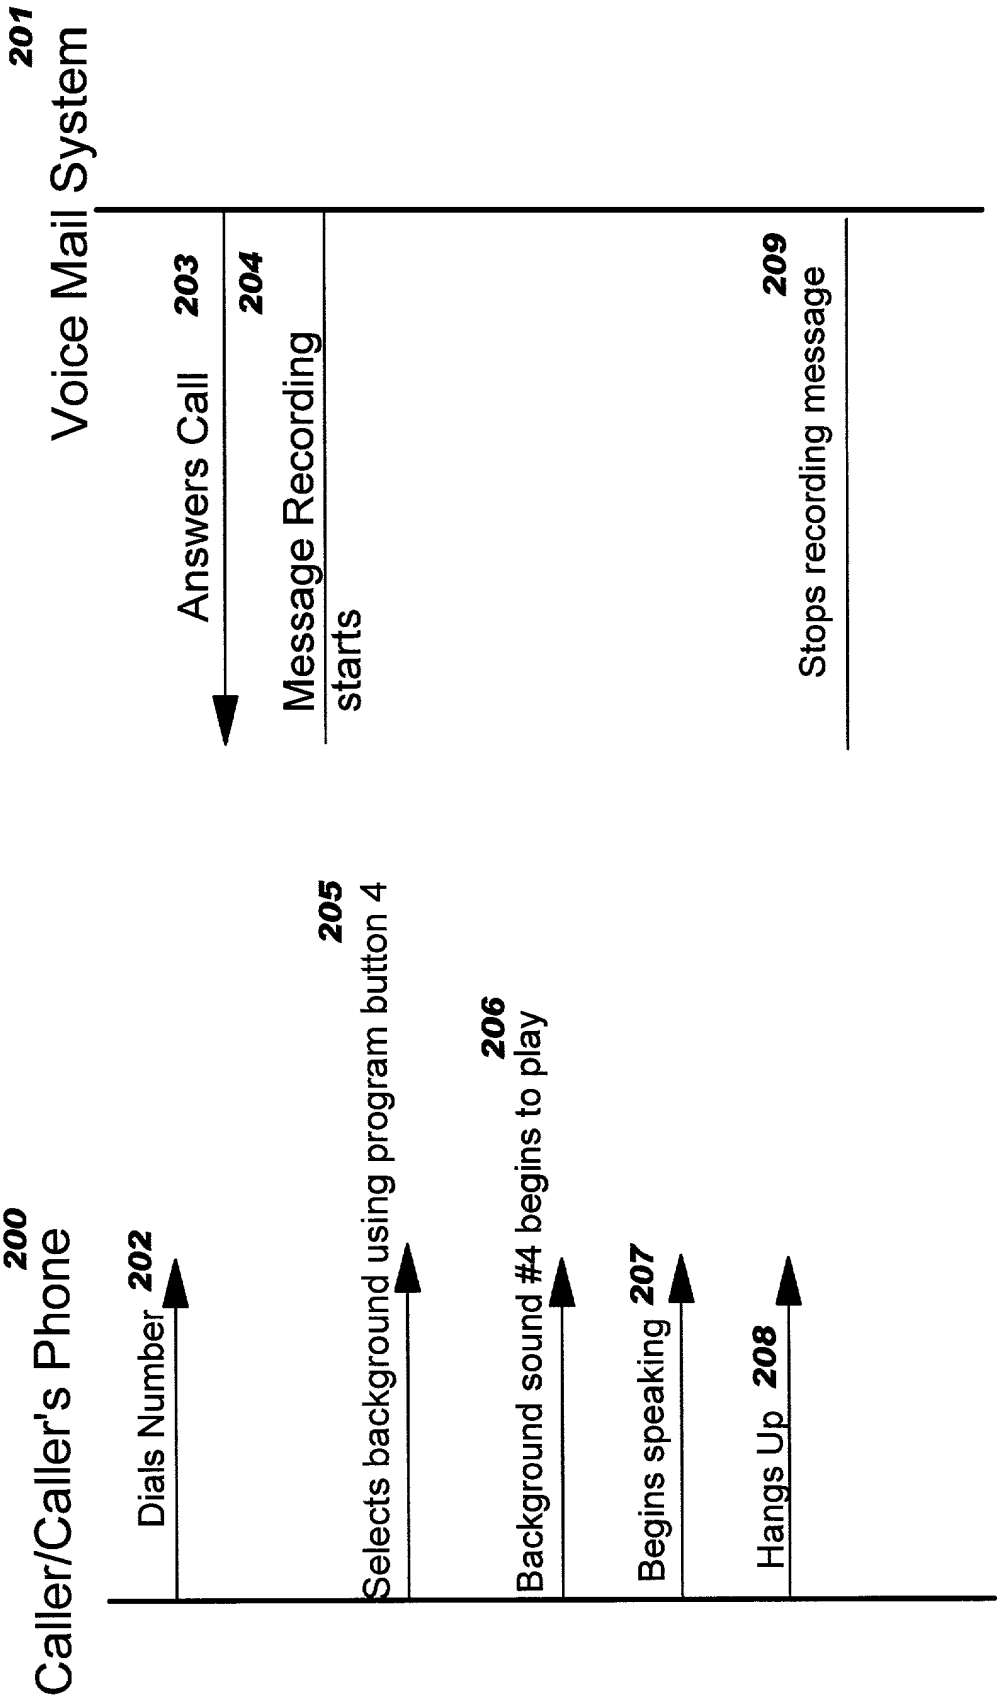 200
Caller/Caller's Phone
201
Voice Mail System
Dials Number 202
Answers Call 203
204
Message Recording
starts
205
Selects background using program button 4
206
Background sound #4 begins to play
Begins speaking 207
Hangs Up 208
209
Stops recording message